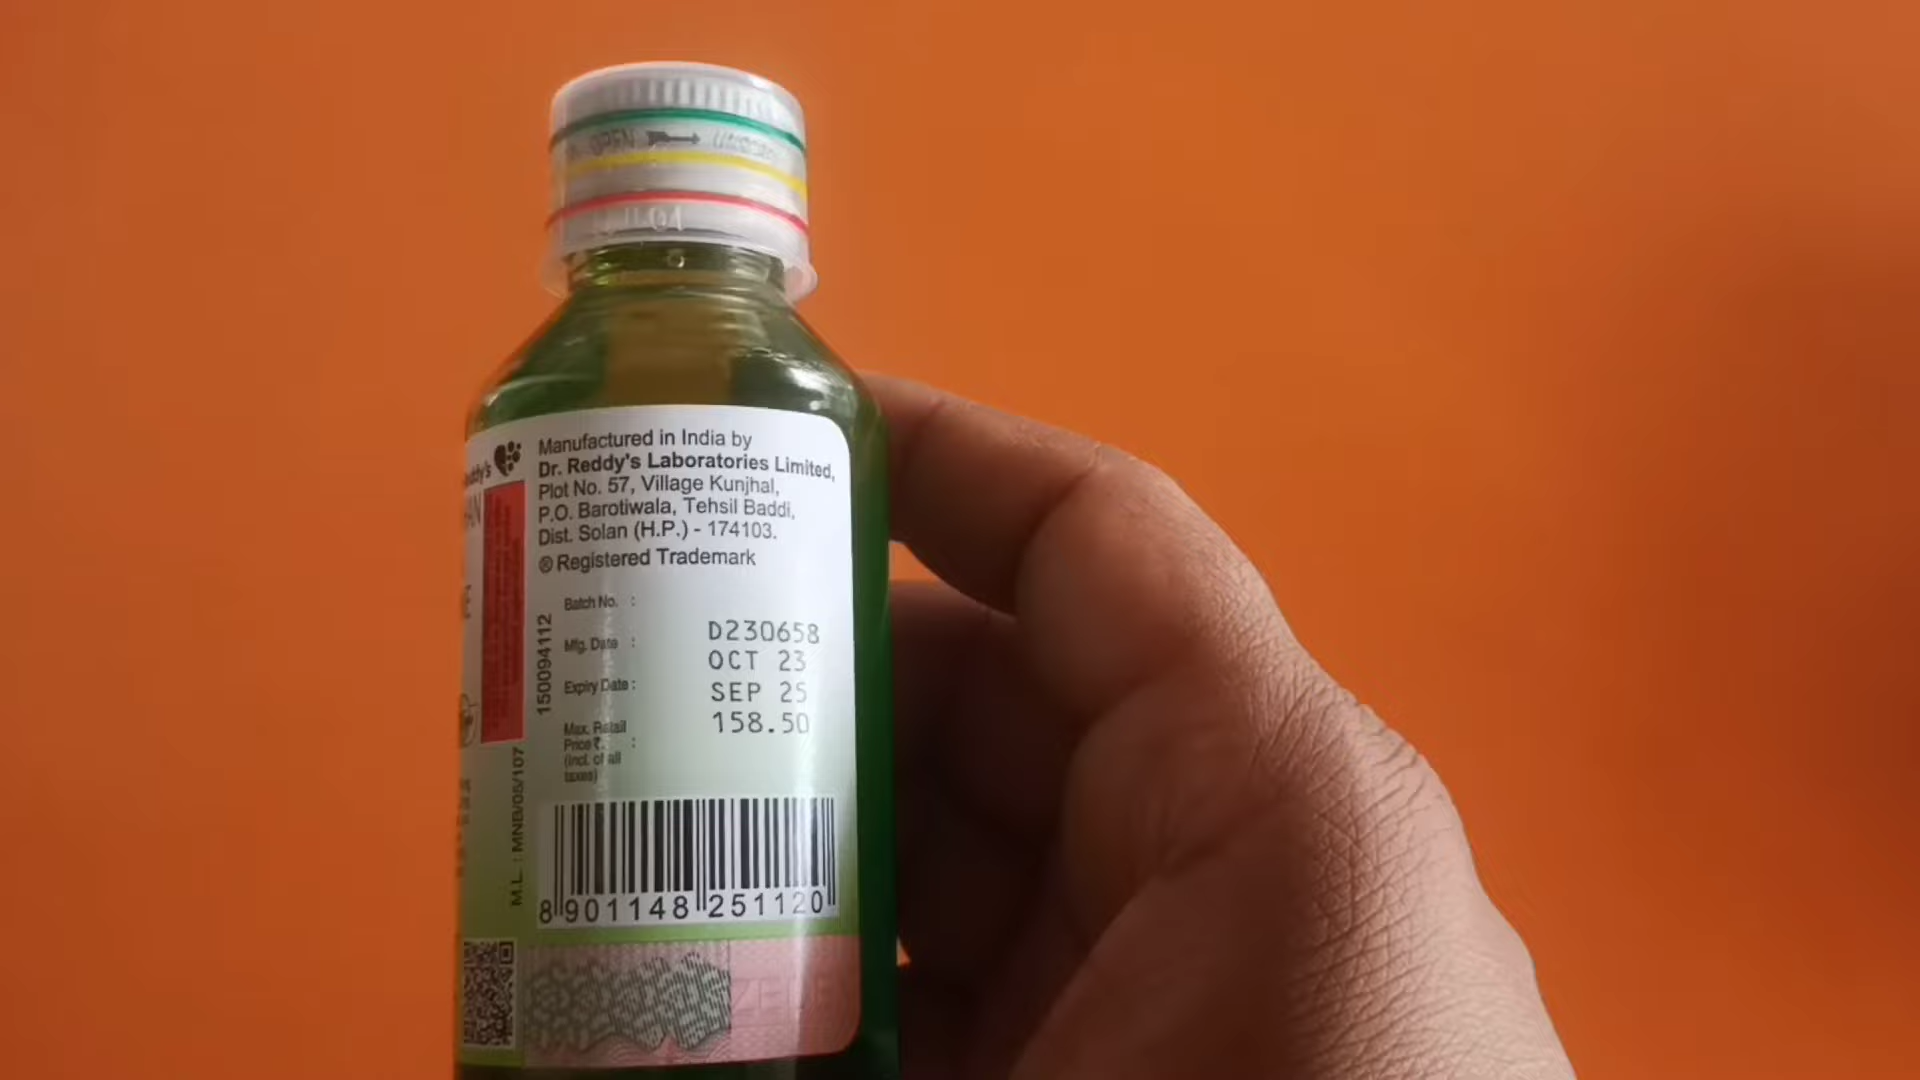 OPEN
Manufactured in India by
Dr. Reddy's Laboratories Limited,
Plot No. 57, Village Kunjhal,
P.O. Barotiwala, Tehsil Baddi,
Dist. Solan (H.P.) - 174103.
® Registered Trademark
Batch No. :
D230658
Mfg. Date :
OCT 23
Expiry Date :
SEP 25
Max. Retail
Price ₹. :
(incl. of all
taxes)
158.50
150094112
M.L. : MNB/05/107
8 901148 251120